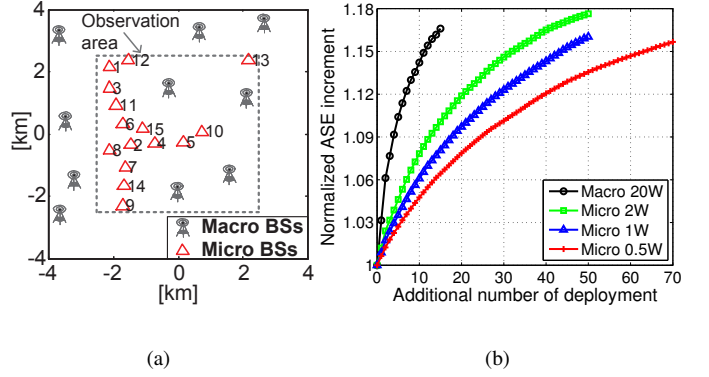 Observation
area
4
2
0
-2
-4
[km]
12
13
1
3
11
6
15
10
8
2
4
5
7
14
9
Macro BSs
Micro BSs
-4
-2
0
2
4
[km]
(a)
Normalized ASE increment
1.18
1.15
1.12
1.09
1.06
1.03
1
Macro 20W
Micro 2W
Micro 1W
Micro 0.5W
0 10 20 30 40 50 60 70
Additional number of deployment
(b)